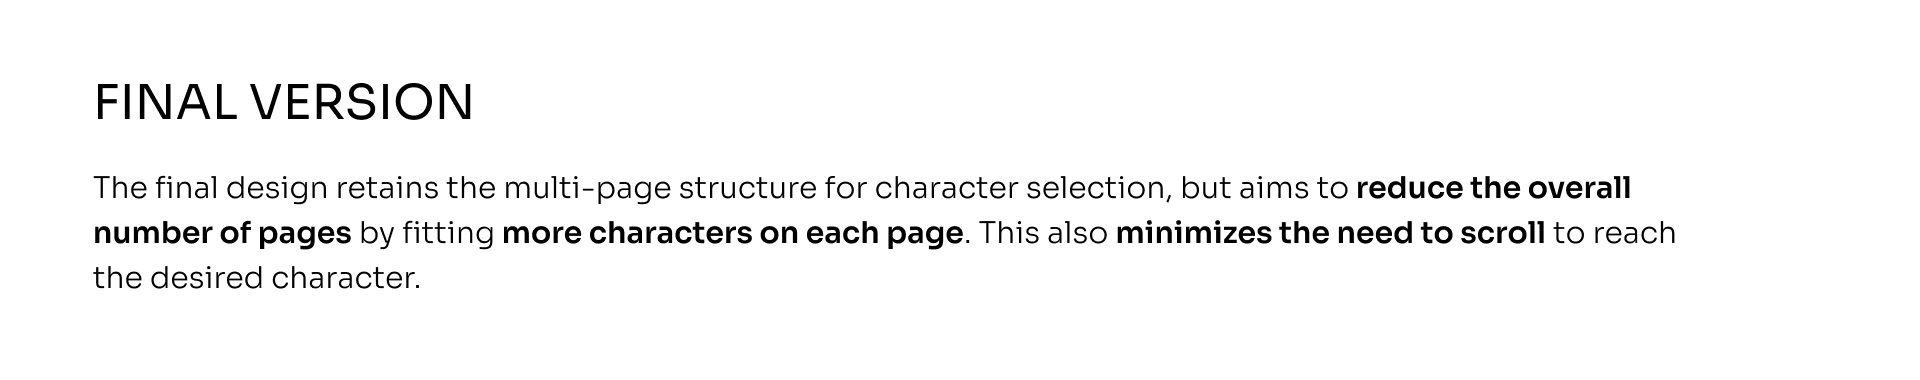 FINAL VERSION
The final design retains the multi-page structure for character selection, but aims to reduce the overall
number of pages by fitting more characters on each page. This also minimizes the need to scroll to reach
the desired character.